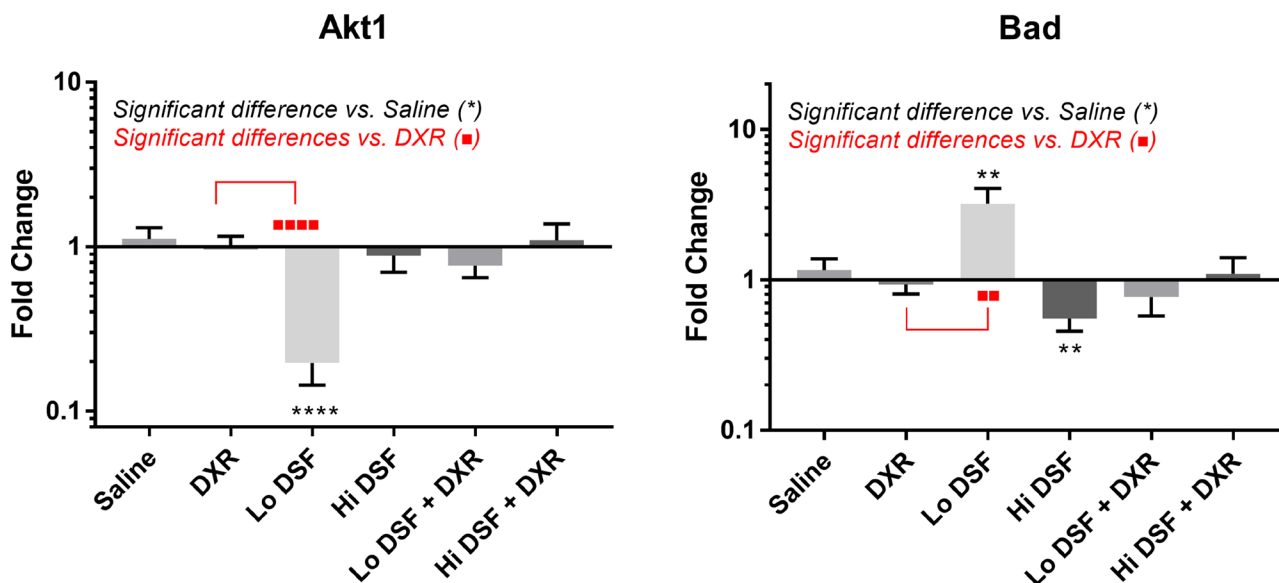 Akt1
Fold Change
10
1
0.1
Significant difference vs. Saline (*)
Significant differences vs. DXR (■)
■■■■
****
Saline
DXR
Lo DSF
Hi DSF
Lo DSF + DXR
Hi DSF + DXR
Bad
Fold Change
10
1
0.1
Significant difference vs. Saline (*)
Significant differences vs. DXR (■)
**
■■
**
Saline
DXR
Lo DSF
Hi DSF
Lo DSF + DXR
Hi DSF + DXR